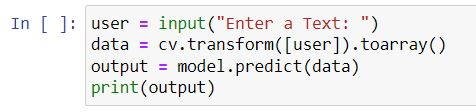 In [ ]: user = input("Enter a Text: ")
data = cv.transform([user]).toarray()
output = model.predict(data)
print(output)